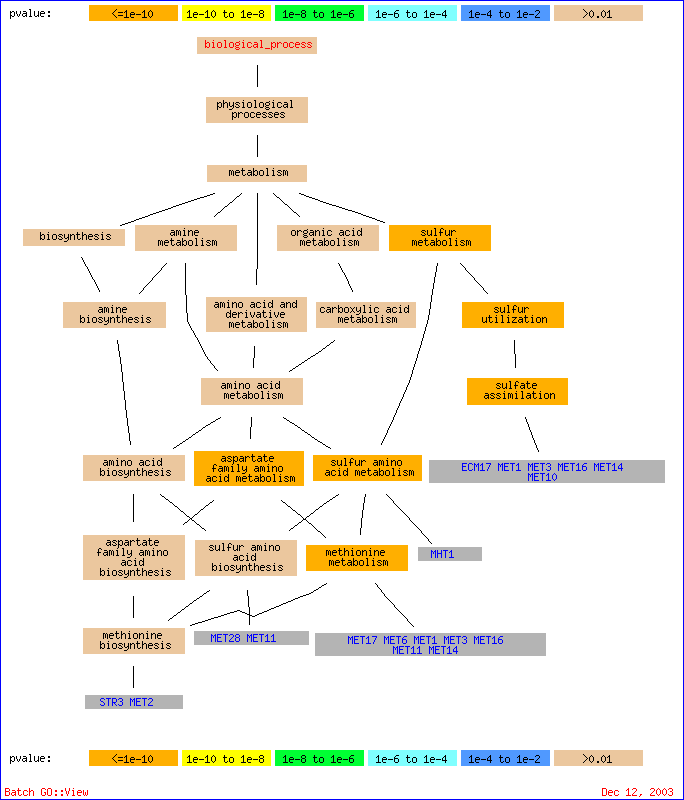 pvalue: <=1e-10 1e-10 to 1e-8 1e-8 to 1e-6 1e-6 to 1e-4 1e-4 to 1e-2 >0.01
biological_process
physiological
processes
metabolism
biosynthesis
amine
metabolism
organic acid
metabolism
sulfur
metabolism
amine
biosynthesis
amino acid and
derivative
metabolism
carboxylic acid
metabolism
sulfur
utilization
amino acid
metabolism
sulfate
assimilation
amino acid
biosynthesis
aspartate
family amino
acid metabolism
sulfur amino
acid metabolism
ECM17 MET1 MET3 MET16 MET14
MET10
aspartate
family amino
acid
biosynthesis
sulfur amino
acid
biosynthesis
methionine
metabolism
MHT1
methionine
biosynthesis
MET28 MET11
MET17 MET6 MET1 MET3 MET16
MET11 MET14
STR3 MET2
pvalue: <=1e-10 1e-10 to 1e-8 1e-8 to 1e-6 1e-6 to 1e-4 1e-4 to 1e-2 >0.01
Batch GO::View
Dec 12, 2003